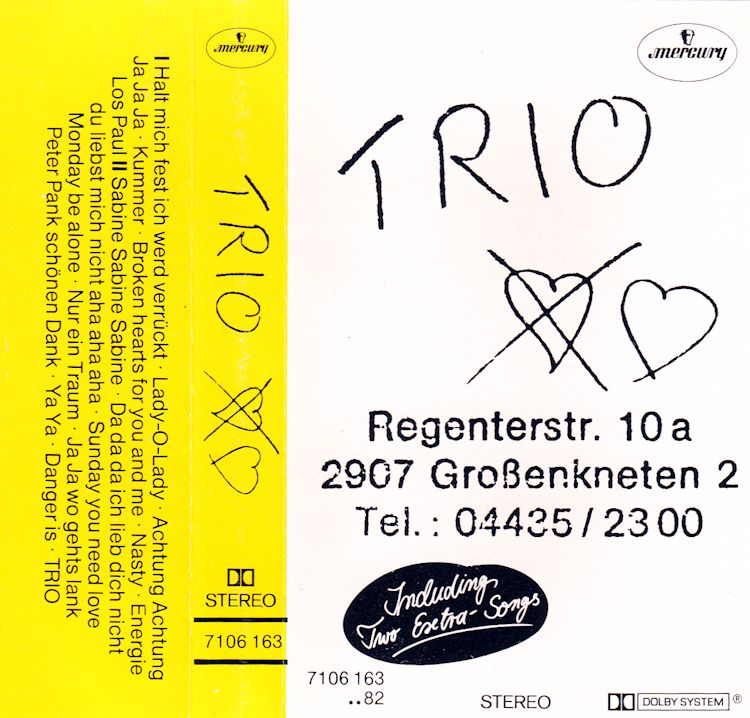 I Halt mich fest ich werd verrückt · Lady-O-Lady · Achtung Achtung
Ja Ja Ja · Kummer · Broken hearts for you and me · Nasty · Energie
Los Paul II Sabine Sabine Sabine · Da da da ich lieb dich nicht
du liebst mich nicht aha aha aha · Sunday you need love
Monday be alone · Nur ein Traum · Ja Ja wo gehts lank
Peter Pank schönen Dank · Ya Ya · Danger is · TRIO
mercury
TRIO
STEREO
7106 163
mercury
TRIO
Regenterstr. 10 a
2907 Großenkneten 2
Tel.: 04435 / 23 00
Including
Two Extra-Songs
7106 163
..82
STEREO
DOLBY SYSTEM ®